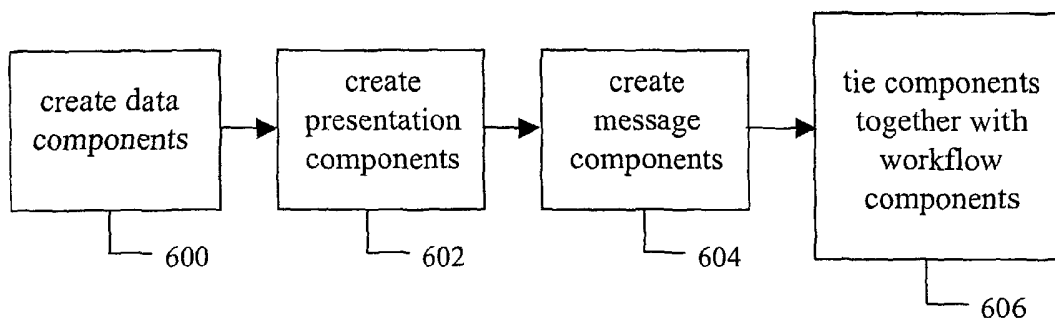 create data
components
create
presentation
components
create
message
components
tie components
together with
workflow
components
600
602
604
606